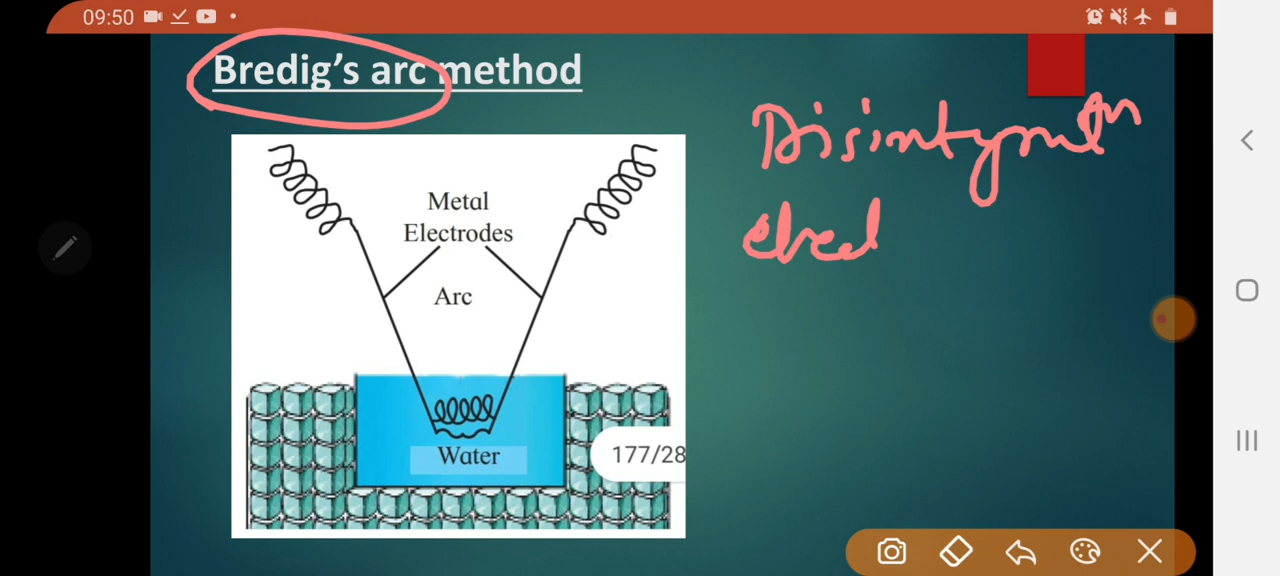 09:50
Bredig's arc method
Metal
Electrodes
Arc
Water
177/28